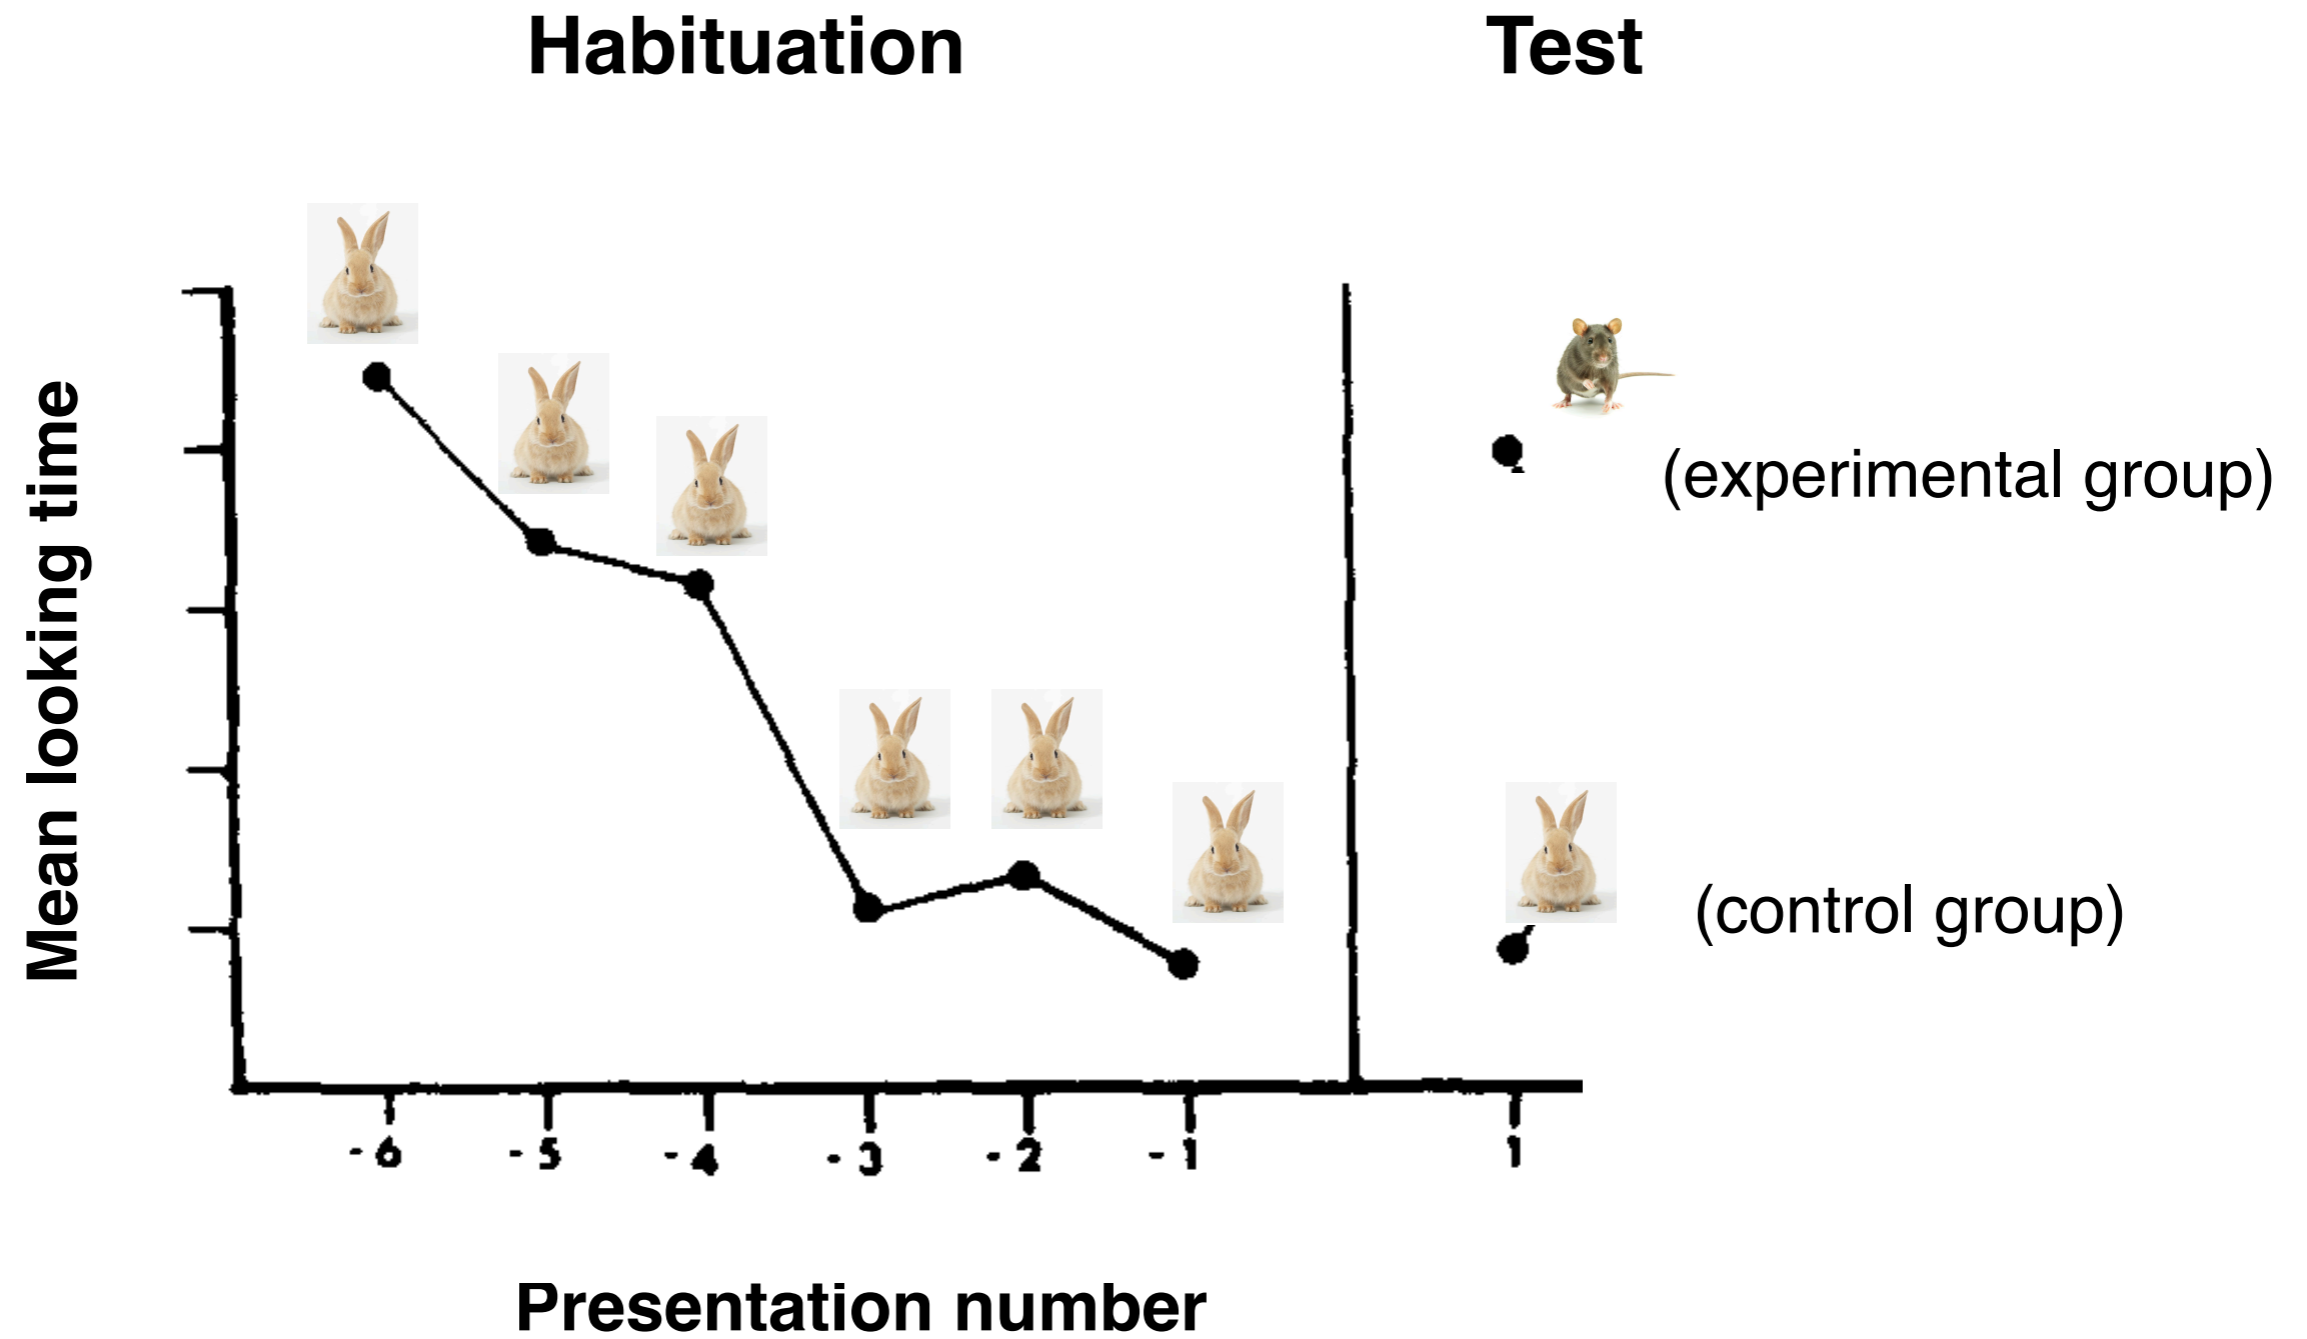 Habituation
Test
Mean looking time
(experimental group)
(control group)
- 6 - 5 - 4 - 3 - 2 - 1 1
Presentation number